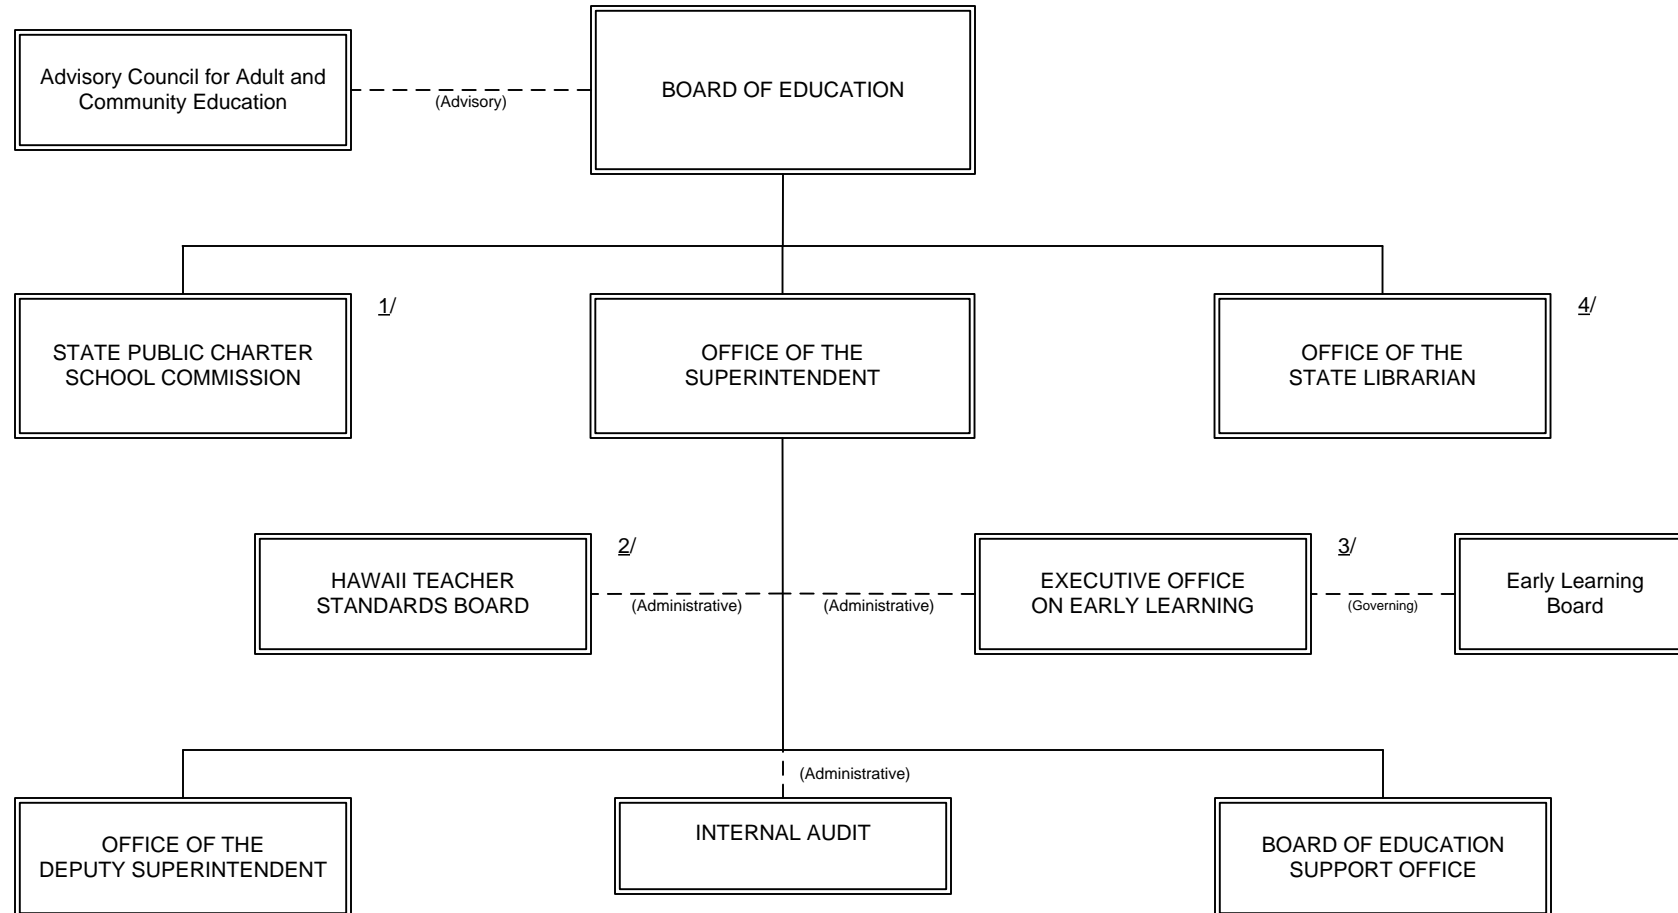 Advisory Council for Adult and
Community Education
(Advisory)
BOARD OF EDUCATION
STATE PUBLIC CHARTER
SCHOOL COMMISSION
1/
OFFICE OF THE
SUPERINTENDENT
OFFICE OF THE
STATE LIBRARIAN
4/
HAWAII TEACHER
STANDARDS BOARD
2/
(Administrative)
(Administrative)
EXECUTIVE OFFICE
ON EARLY LEARNING
3/
(Governing)
Early Learning
Board
(Administrative)
OFFICE OF THE
DEPUTY SUPERINTENDENT
INTERNAL AUDIT
BOARD OF EDUCATION
SUPPORT OFFICE